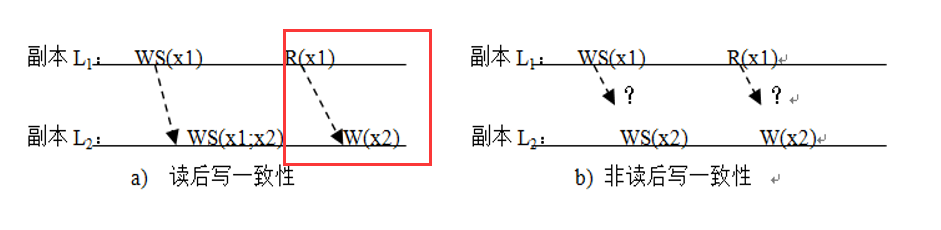 副本 L1: WS(x1) R(x1)
副本 L2: WS(x1;x2) W(x2)
a) 读后写一致性
副本 L1: WS(x1) R(x1)
? ?
副本 L2: WS(x2) W(x2)
b) 非读后写一致性